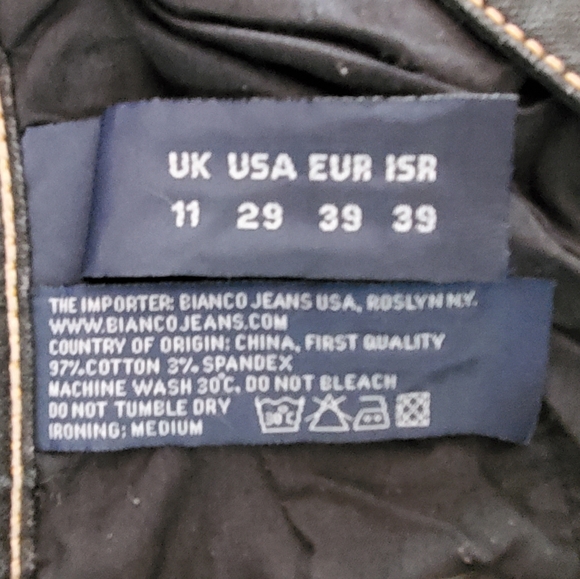 UK USA EUR ISR
11 29 39 39
THE IMPORTER: BIANCO JEANS USA, ROSLYN N.Y.
WWW.BIANCOJEANS.COM
COUNTRY OF ORIGIN: CHINA, FIRST QUALITY
97% COTTON 3% SPANDEX
MACHINE WASH 30°C, DO NOT BLEACH
DO NOT TUMBLE DRY 30°C
IRONING: MEDIUM